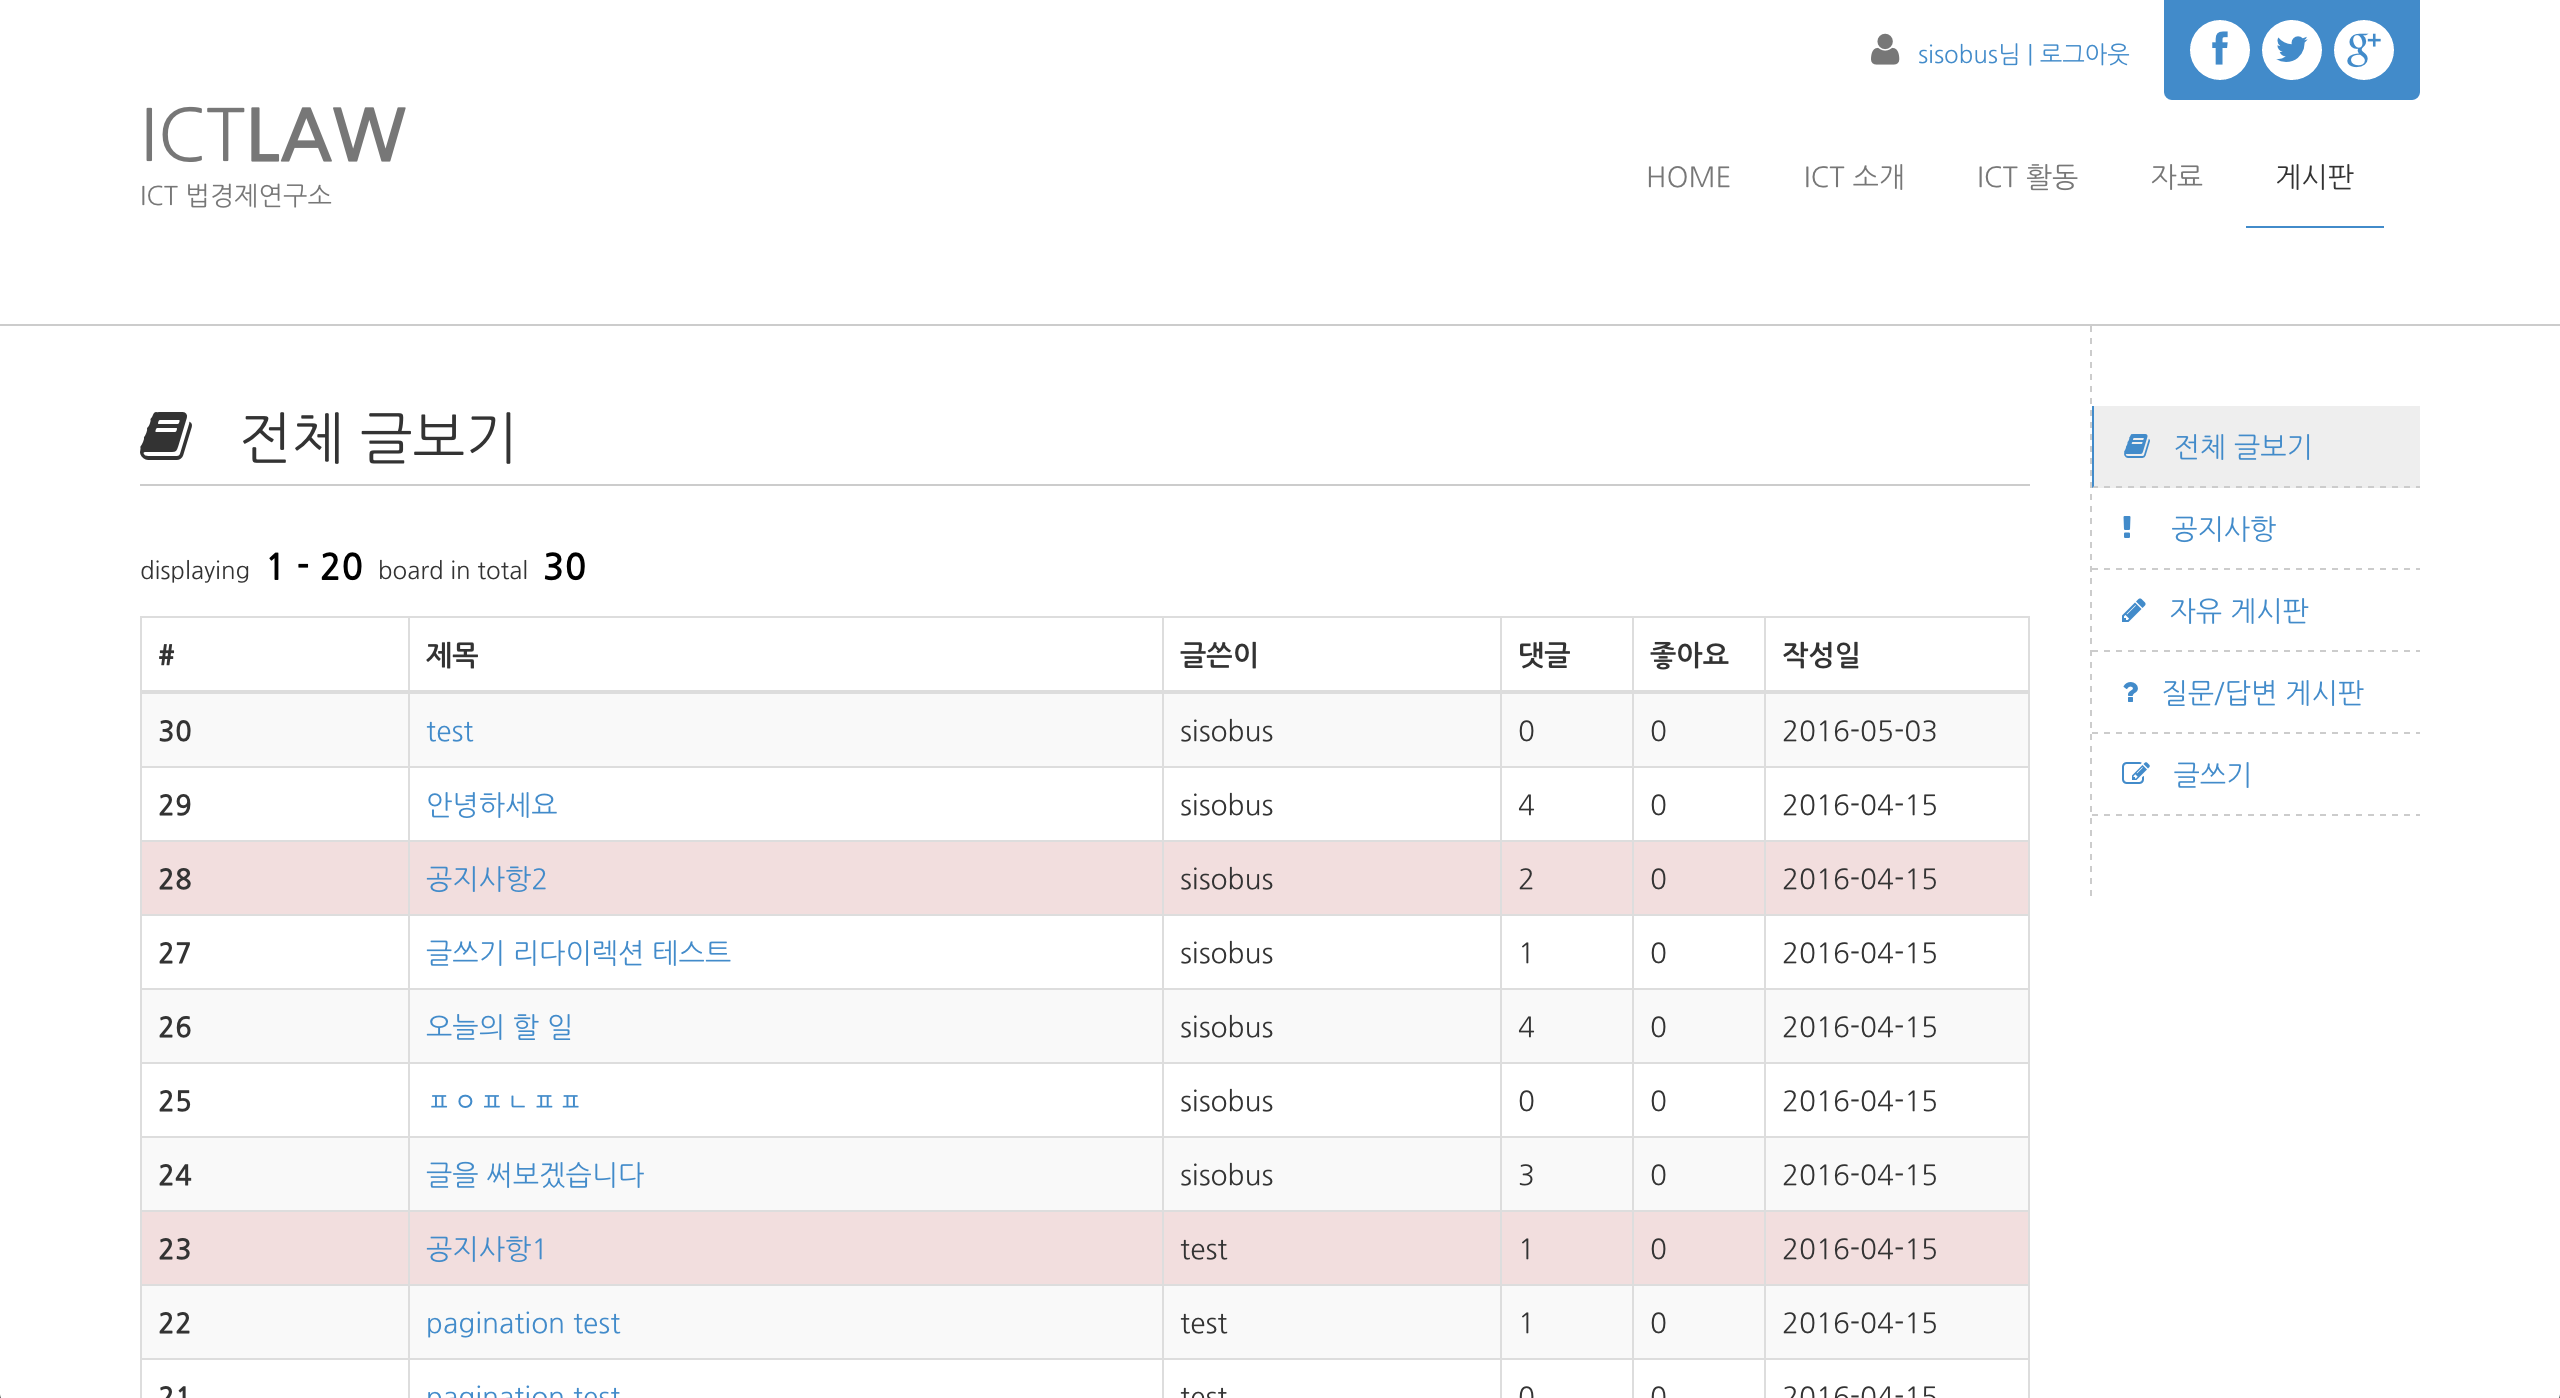 sisobus님 | 로그아웃
ICTLAW
ICT 법경제연구소
HOME ICT 소개 ICT 활동 자료 게시판
전체 글보기
displaying 1 - 20 board in total 30
# 제목 글쓴이 댓글 좋아요 작성일
30 test sisobus 0 0 2016-05-03
29 안녕하세요 sisobus 4 0 2016-04-15
28 공지사항2 sisobus 2 0 2016-04-15
27 글쓰기 리다이렉션 테스트 sisobus 1 0 2016-04-15
26 오늘의 할 일 sisobus 4 0 2016-04-15
25 ㅍㅇㅍㄴㅍㅍ sisobus 0 0 2016-04-15
24 글을 써보겠습니다 sisobus 3 0 2016-04-15
23 공지사항1 test 1 0 2016-04-15
22 pagination test test 1 0 2016-04-15
21 pagination test test 0 0 2016-04-15
전체 글보기
공지사항
자유 게시판
질문/답변 게시판
글쓰기